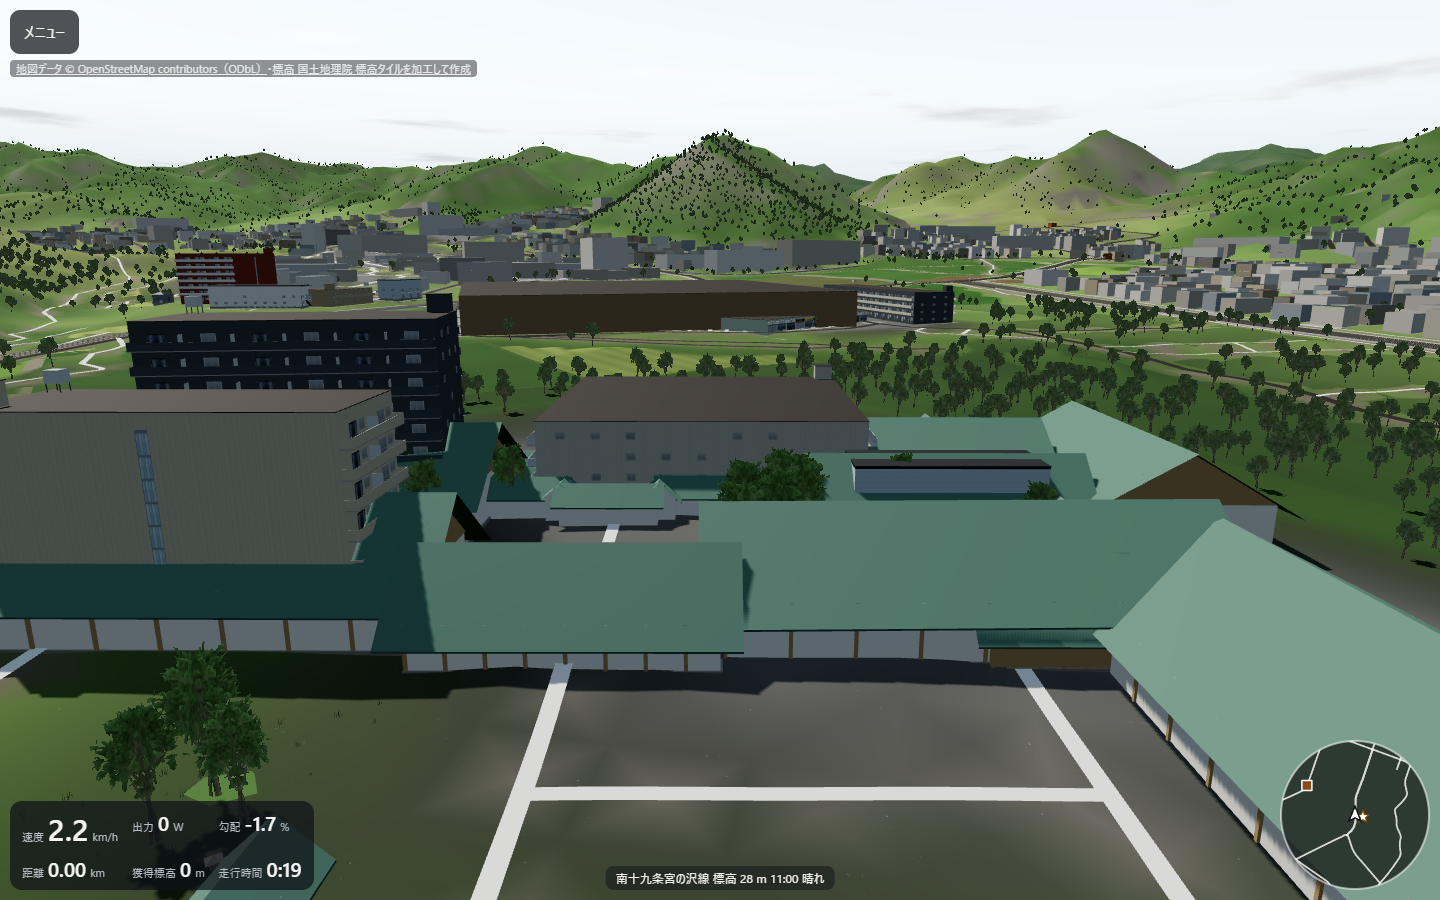 メニュー
地図データ © OpenStreetMap contributors（ODbL）・標高 国土地理院 標高タイルを加工して作成
速度 2.2 km/h 出力 0 W 勾配 -1.7 %
距離 0.00 km 獲得標高 0 m 走行時間 0:19
南十九条宮の沢線 標高 28 m 11:00 晴れ